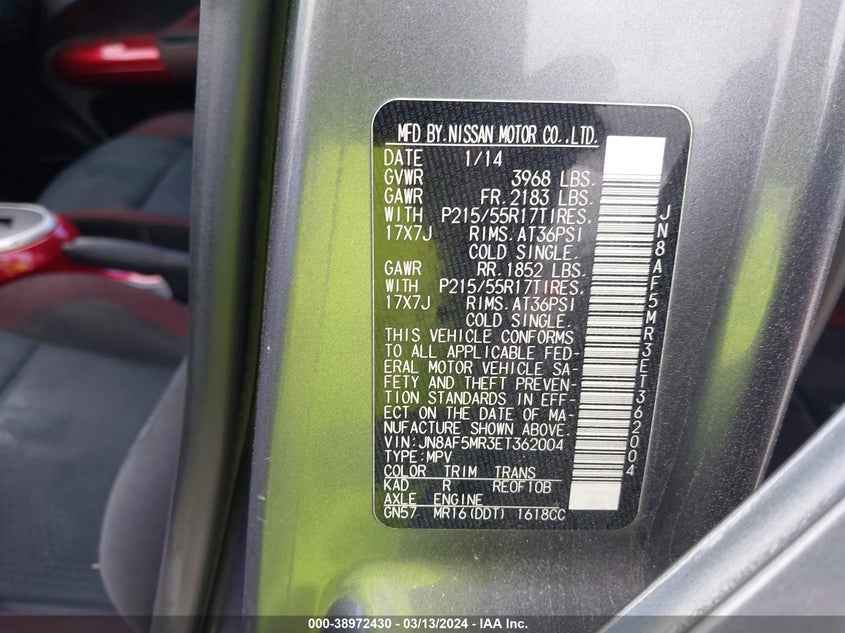 MFD BY.NISSAN MOTOR CO.,LTD.
DATE 1/14
GVWR 3968 LBS.
GAWR FR.2183 LBS.
WITH P215/55R17TIRES,
17X7J RIMS.AT36PSI
COLD SINGLE.
GAWR RR.1852 LBS.
WITH P215/55R17TIRES,
17X7J RIMS.AT36PSI
COLD SINGLE.
THIS VEHICLE CONFORMS
TO ALL APPLICABLE FED-
ERAL MOTOR VEHICLE SA-
FETY AND THEFT PREVEN-
TION STANDARDS IN EFF-
ECT ON THE DATE OF MA-
NUFACTURE SHOWN ABOVE.
VIN:JN8AF5MR3ET362004
TYPE:MPV
COLOR TRIM TRANS
KAD R RE0F10B
AXLE ENGINE
GN57 MR16(DDT) 1618CC
JN8AF5MR3ET362004
000-38972430 — 03/13/2024 — IAA Inc.